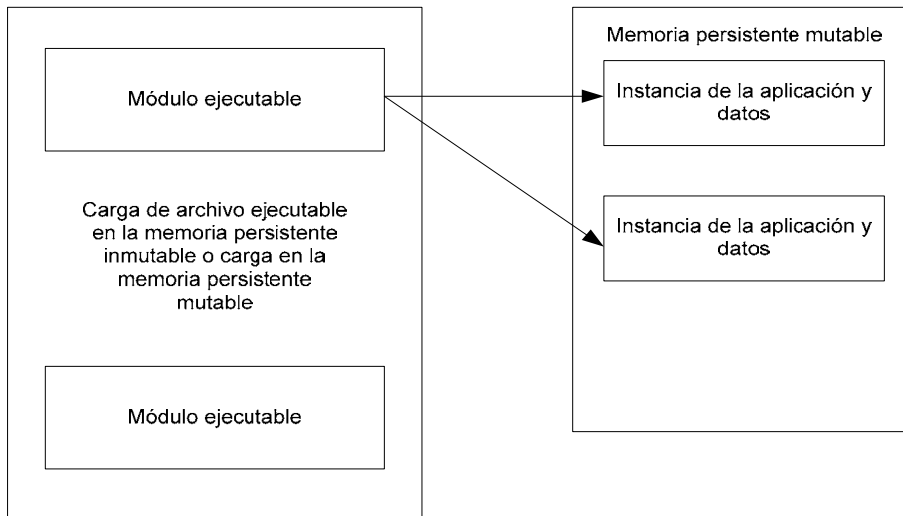 Módulo ejecutable
Carga de archivo ejecutable
en la memoria persistente
inmutable o carga en la
memoria persistente
mutable
Módulo ejecutable
Memoria persistente mutable
Instancia de la aplicación y
datos
Instancia de la aplicación y
datos